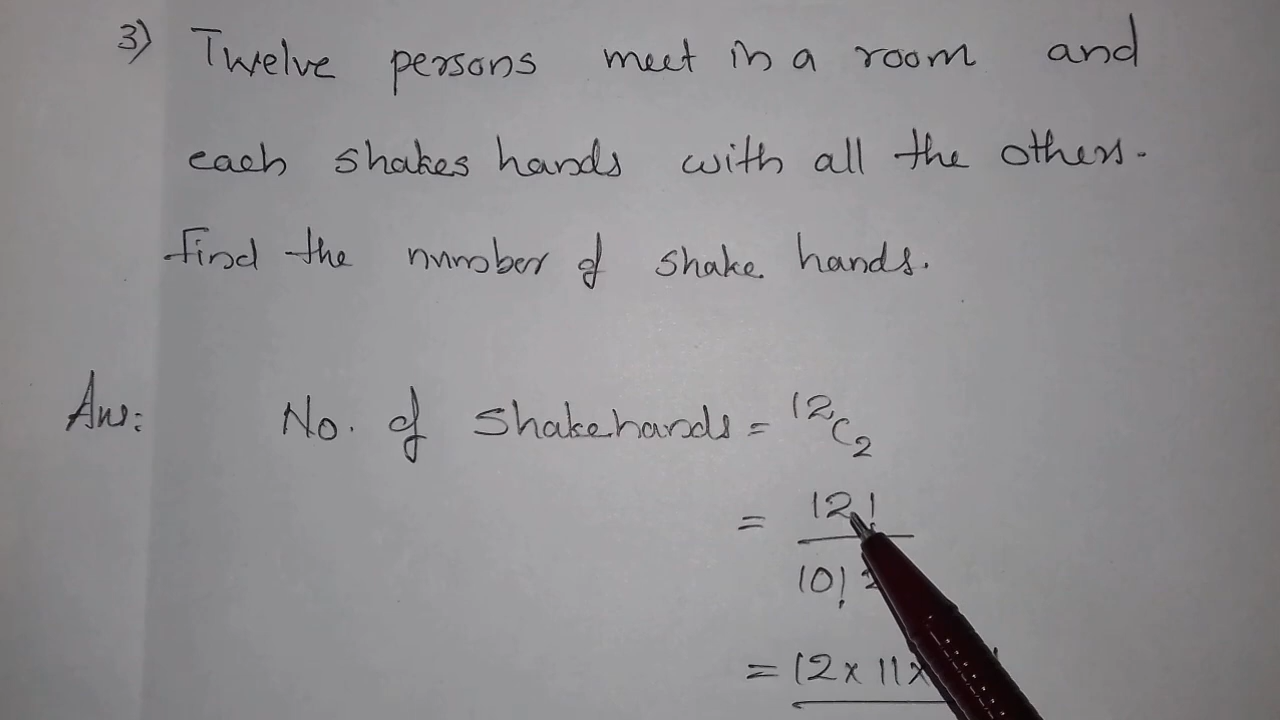 3) Twelve persons meet in a room and
each shakes hands with all the others.
Find the number of shake hands.
Ans: No. of Shakehands = ¹²C₂
= 12!
10!
= 12 x 11 x